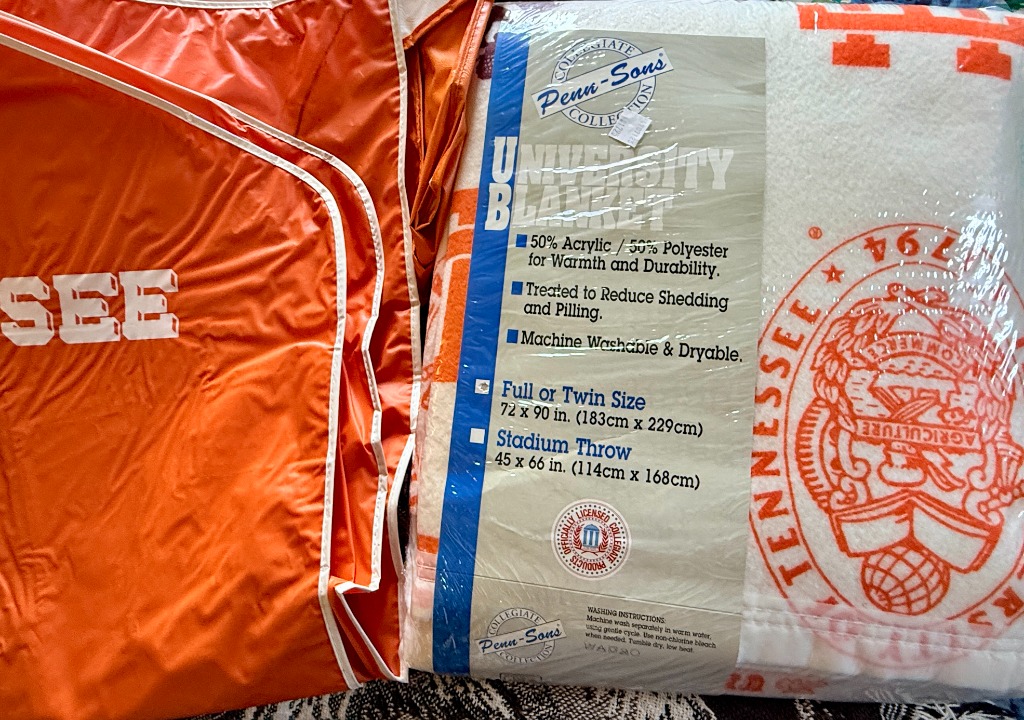 SEE
COLLEGIATE
Penn-Sons
COLLECTION
UNIVERSITY
BLANKET
50% Acrylic / 50% Polyester
for Warmth and Durability.
Treated to Reduce Shedding
and Pilling.
Machine Washable & Dryable.
Full or Twin Size
72 x 90 in. (183cm x 229cm)
Stadium Throw
45 x 66 in. (114cm x 168cm)
OFFICIALLY LICENSED COLLEGIATE PRODUCTS
COLLEGIATE
Penn-Sons
COLLECTION
WASHING INSTRUCTIONS:
Machine wash separately in warm water,
using gentle cycle. Use non-chlorine bleach
when needed. Tumble dry, low heat.
®
TENNESSEE ★ 1794
COMMERCE
AGRICULTURE